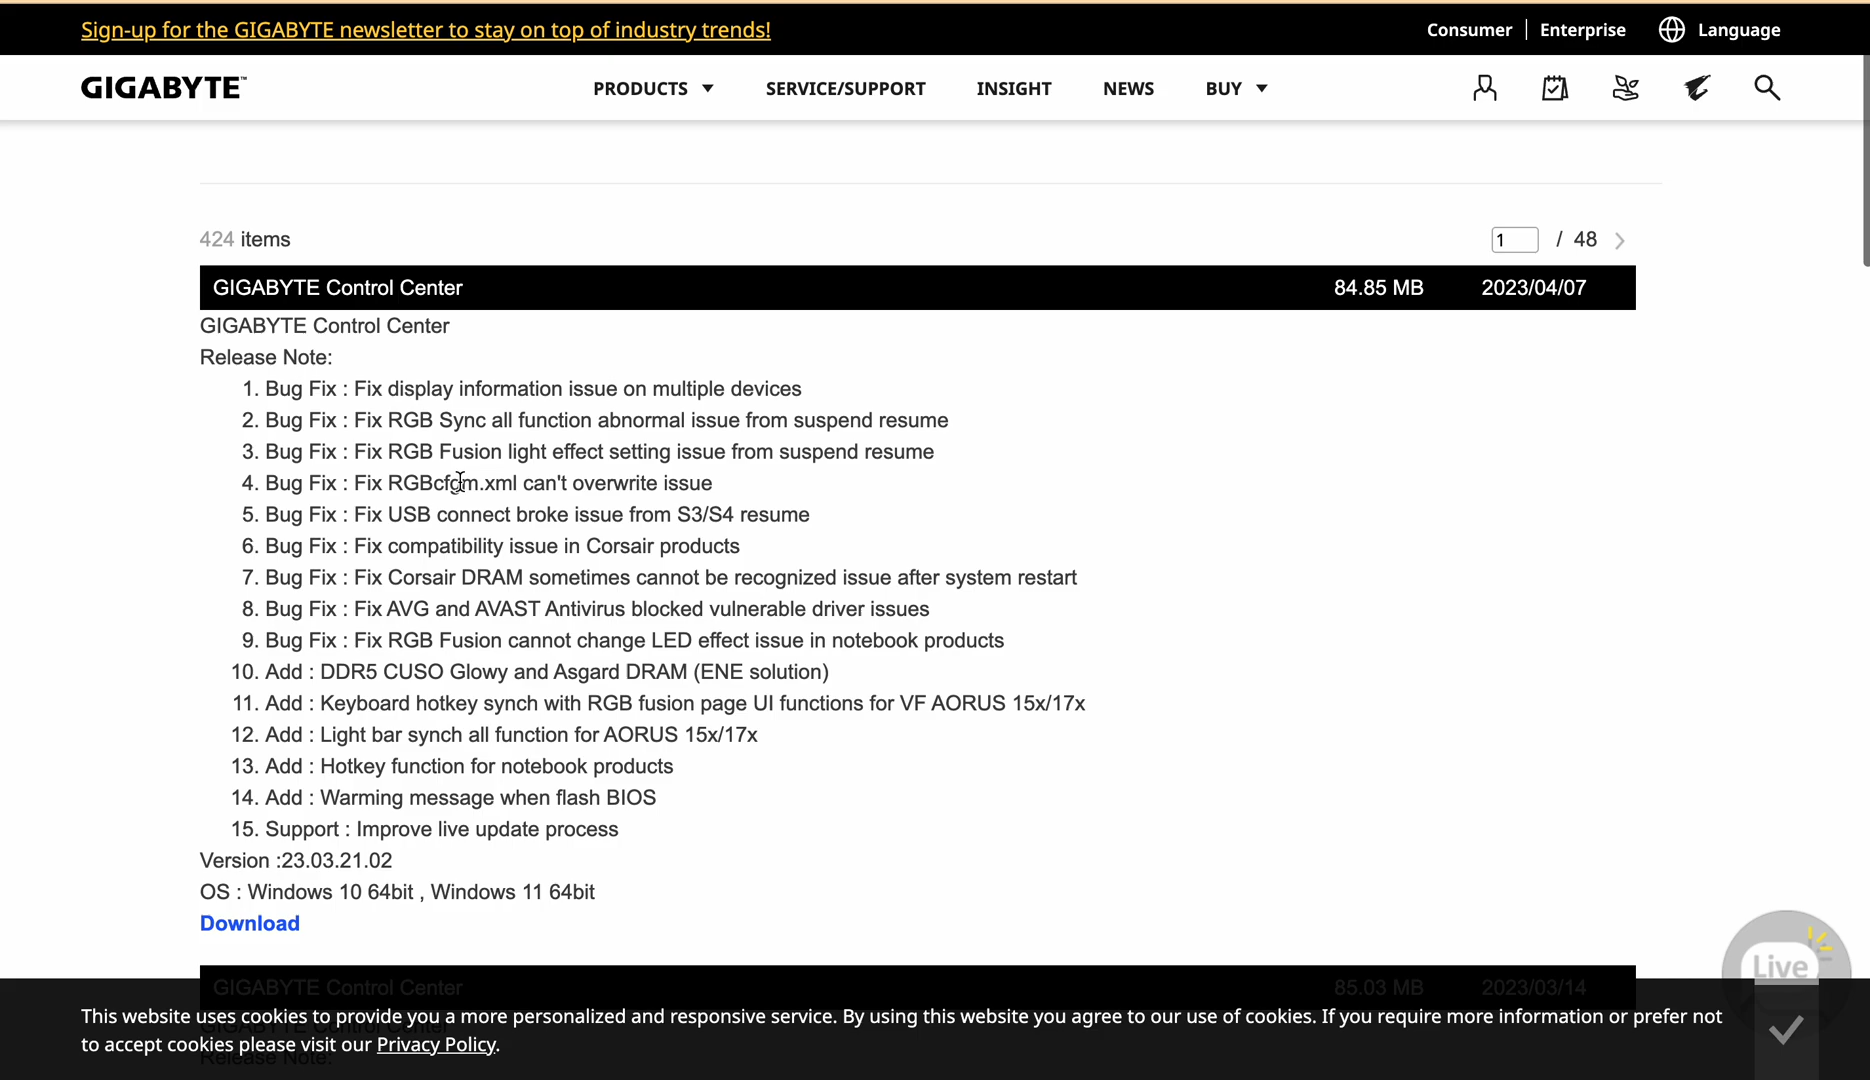 Sign-up for the GIGABYTE newsletter to stay on top of industry trends!
Consumer | Enterprise Language
GIGABYTE™ PRODUCTS SERVICE/SUPPORT INSIGHT NEWS BUY
424 items
1 / 48
GIGABYTE Control Center 84.85 MB 2023/04/07
GIGABYTE Control Center
Release Note:
1. Bug Fix : Fix display information issue on multiple devices
2. Bug Fix : Fix RGB Sync all function abnormal issue from suspend resume
3. Bug Fix : Fix RGB Fusion light effect setting issue from suspend resume
4. Bug Fix : Fix RGBcfgm.xml can't overwrite issue
5. Bug Fix : Fix USB connect broke issue from S3/S4 resume
6. Bug Fix : Fix compatibility issue in Corsair products
7. Bug Fix : Fix Corsair DRAM sometimes cannot be recognized issue after system restart
8. Bug Fix : Fix AVG and AVAST Antivirus blocked vulnerable driver issues
9. Bug Fix : Fix RGB Fusion cannot change LED effect issue in notebook products
10. Add : DDR5 CUSO Glowy and Asgard DRAM (ENE solution)
11. Add : Keyboard hotkey synch with RGB fusion page UI functions for VF AORUS 15x/17x
12. Add : Light bar synch all function for AORUS 15x/17x
13. Add : Hotkey function for notebook products
14. Add : Warming message when flash BIOS
15. Support : Improve live update process
Version :23.03.21.02
OS : Windows 10 64bit , Windows 11 64bit
Download
Live
GIGABYTE Control Center 85.03 MB 2023/03/14
This website uses cookies to provide you a more personalized and responsive service. By using this website you agree to our use of cookies. If you require more information or prefer not
GIGABYTE Control Center
to accept cookies please visit our Privacy Policy.
Release Note: